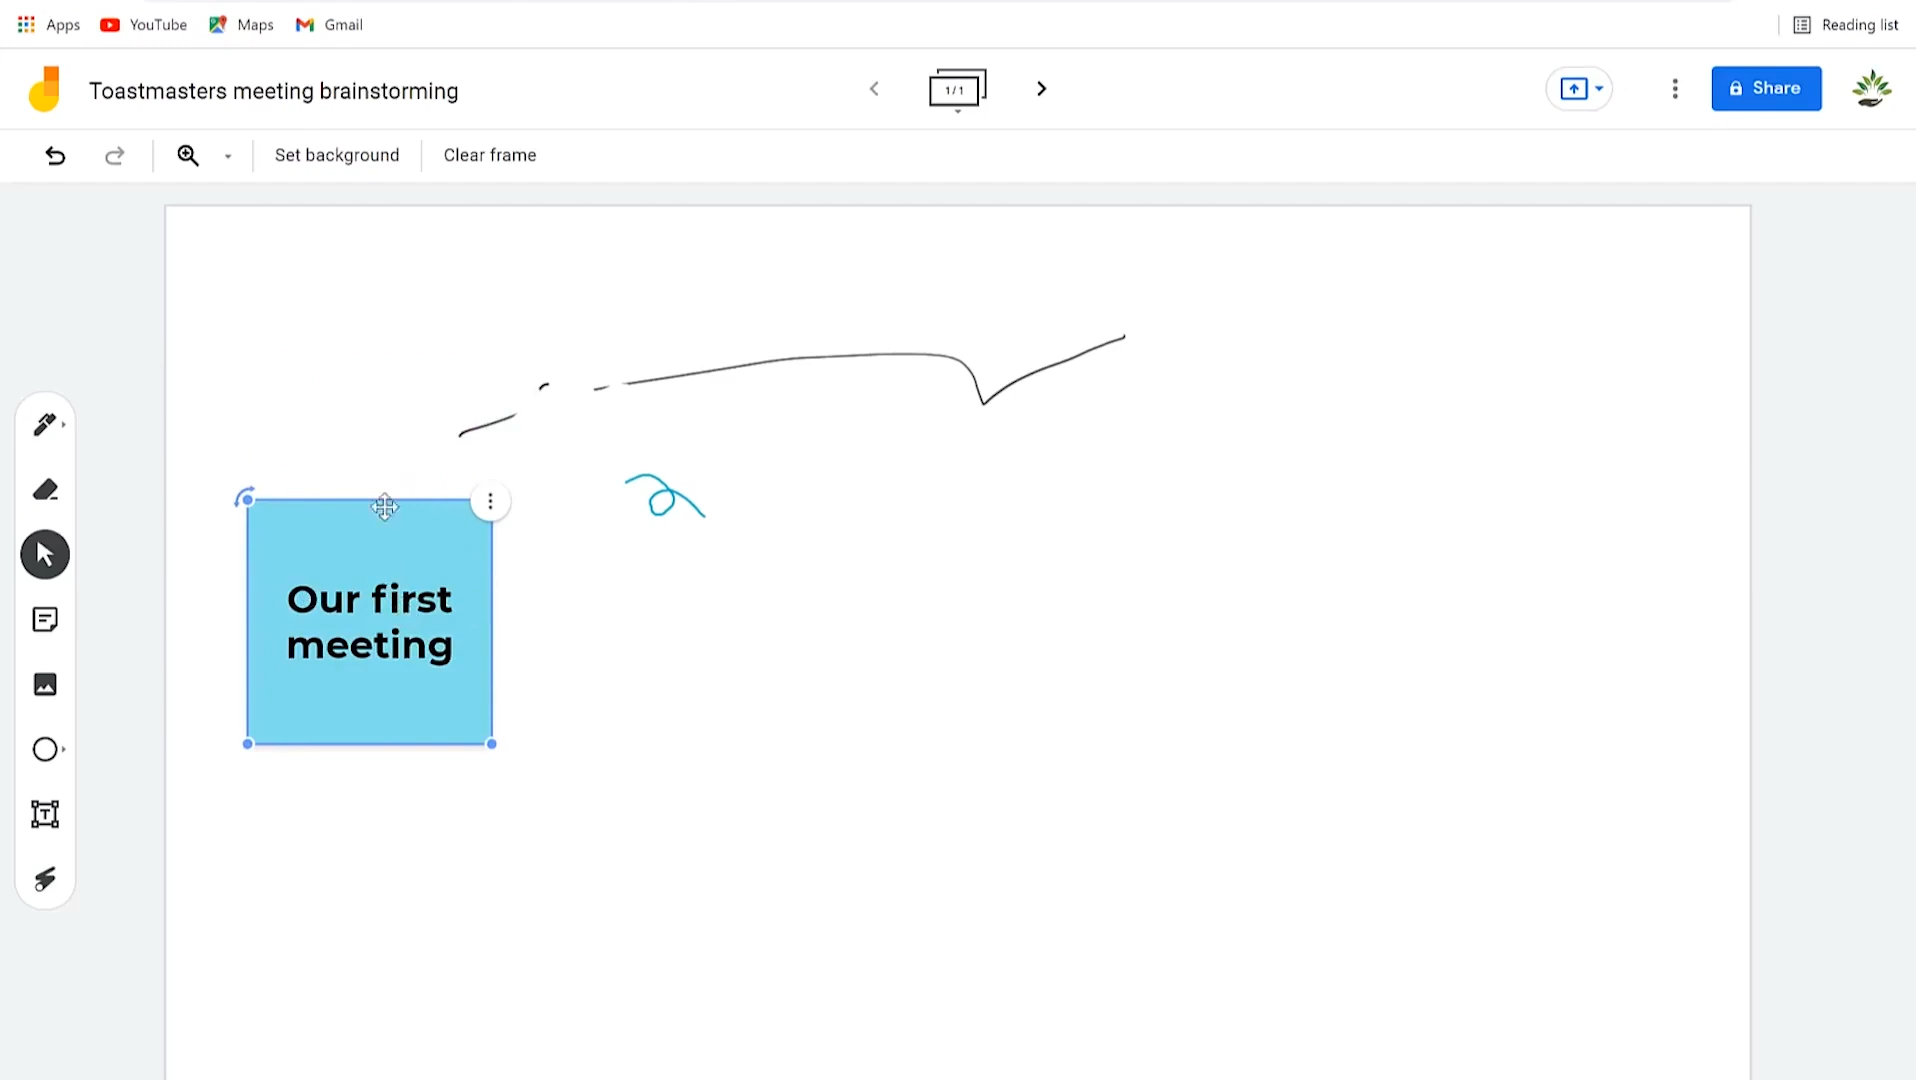 Apps YouTube Maps Gmail Reading list
Toastmasters meeting brainstorming 1/1 Share
Set background Clear frame
Our first
meeting